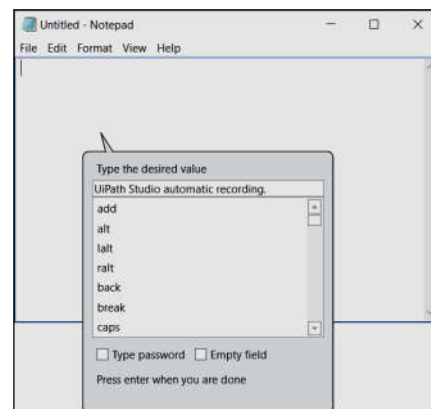 Untitled - Notepad
File Edit Format View Help
Type the desired value
UiPath Studio automatic recording.
add
alt
lalt
ralt
back
break
caps
Type password Empty field
Press enter when you are done